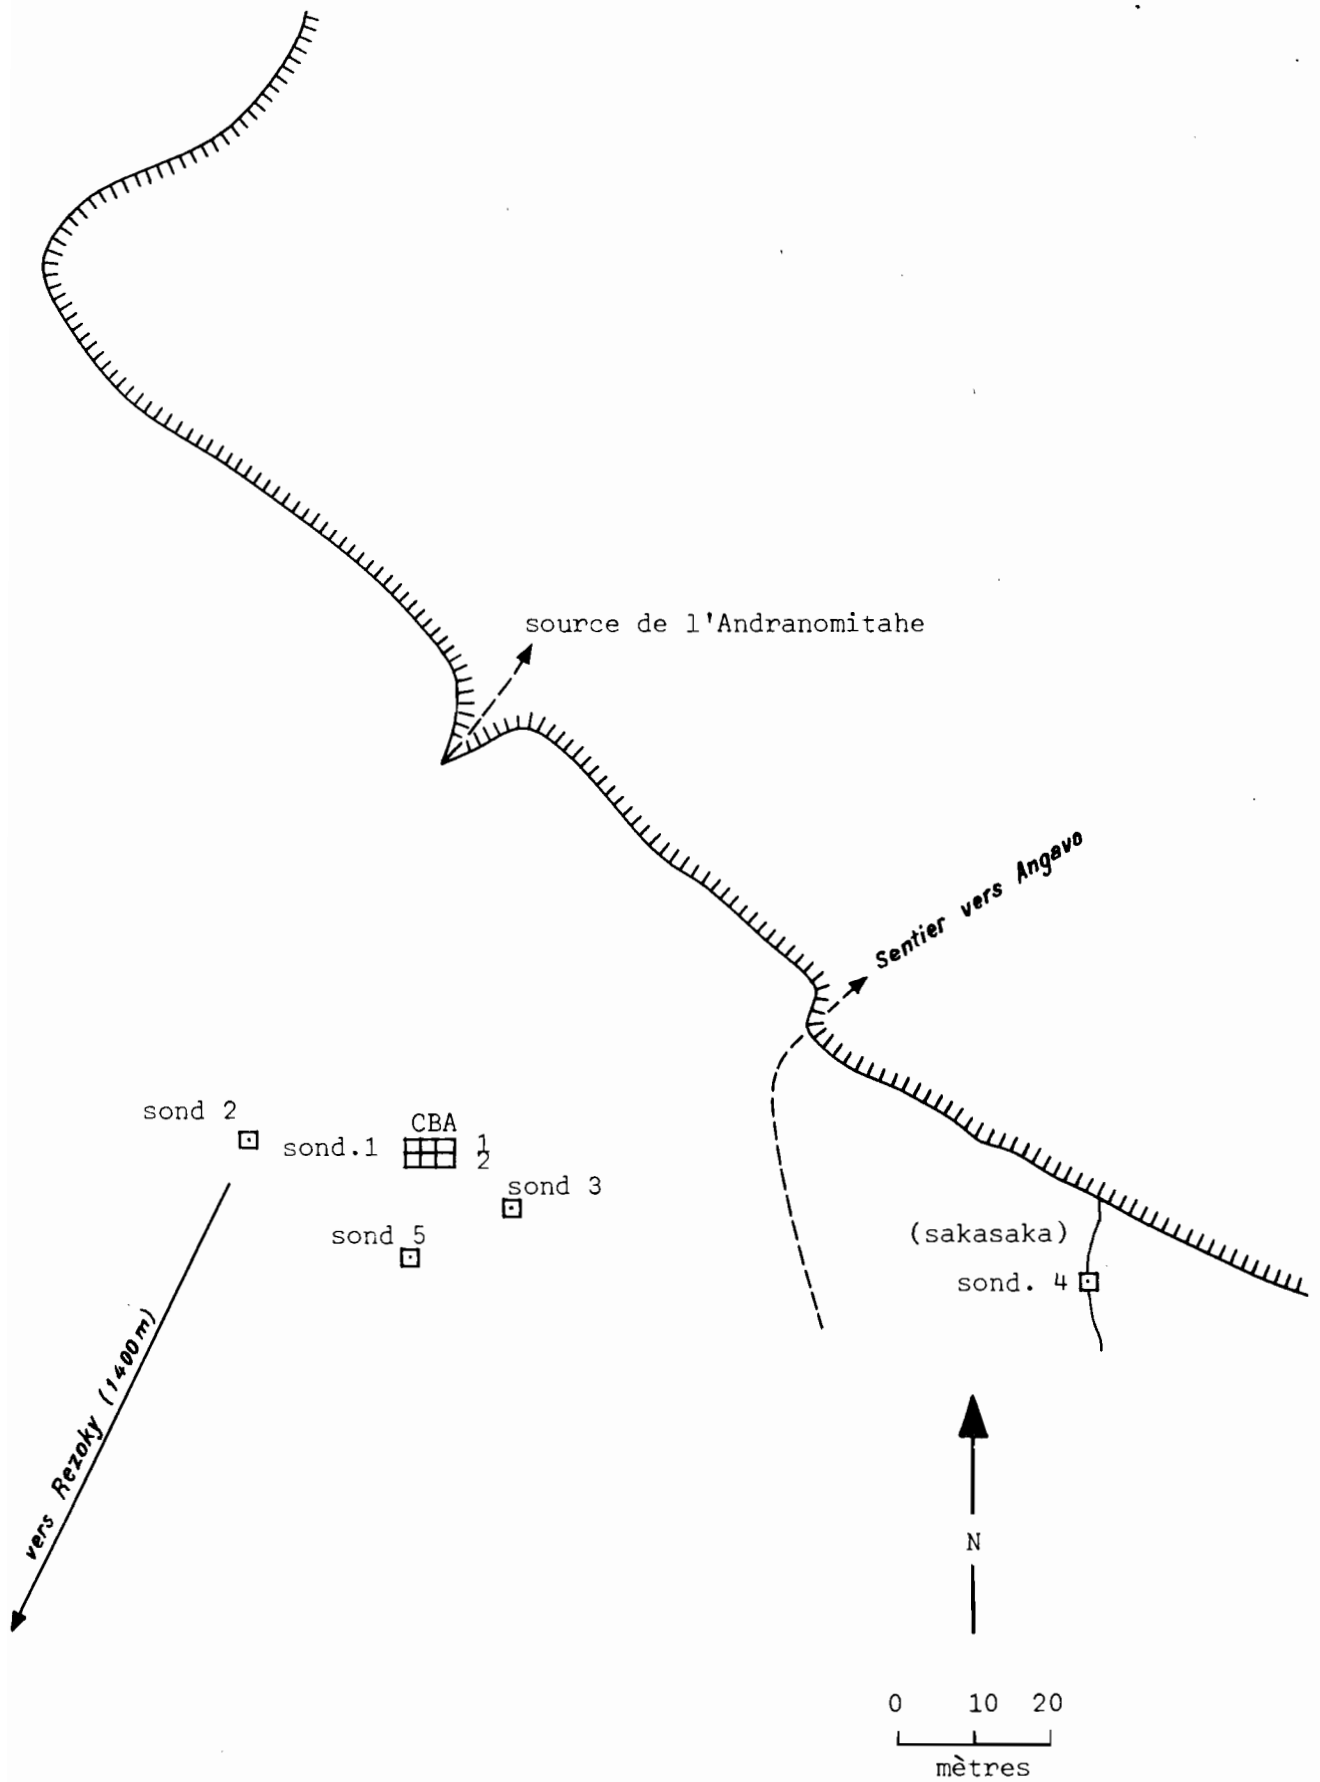 source de l'Andranomitahe
Sentier vers Angavo
sond 2
sond.1
CBA
1
2
sond 3
sond 5
(sakasaka)
sond. 4
vers Rezoky (1400m)
N
0 10 20
mètres